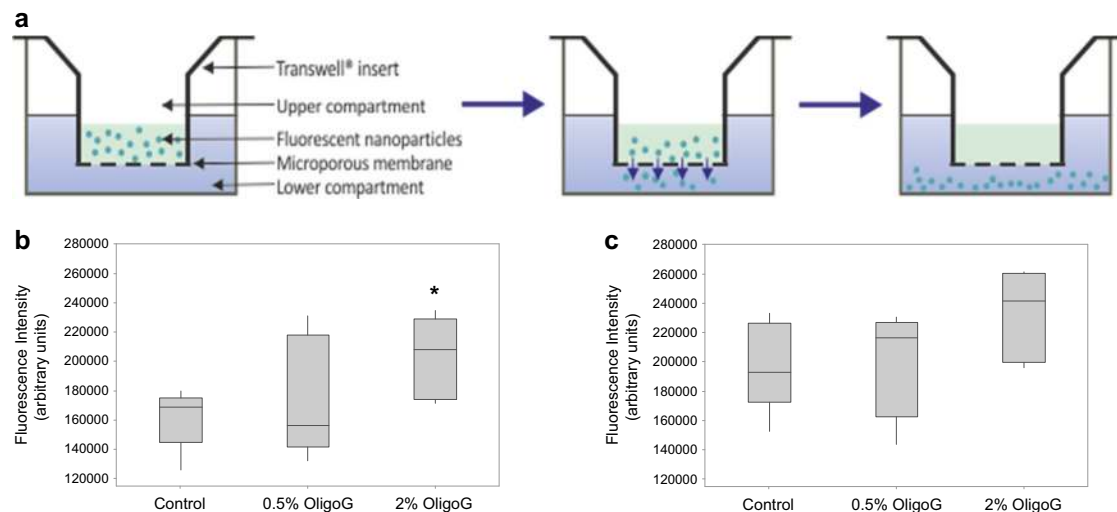 a
Transwell® insert
Upper compartment
Fluorescent nanoparticles
Microporous membrane
Lower compartment
b
Fluorescence Intensity
(arbitrary units)
280000
260000
240000
220000
200000
180000
160000
140000
120000
*
Control
0.5% OligoG
2% OligoG
c
Fluorescence Intensity
(arbitrary units)
280000
260000
240000
220000
200000
180000
160000
140000
120000
Control
0.5% OligoG
2% OligoG